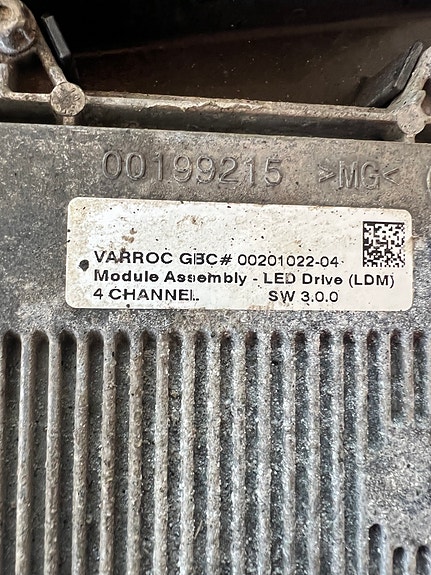 00199215 >MG<
VARROC GBC# 00201022-04
Module Assembly - LED Drive (LDM)
4 CHANNEL SW 3.0.0